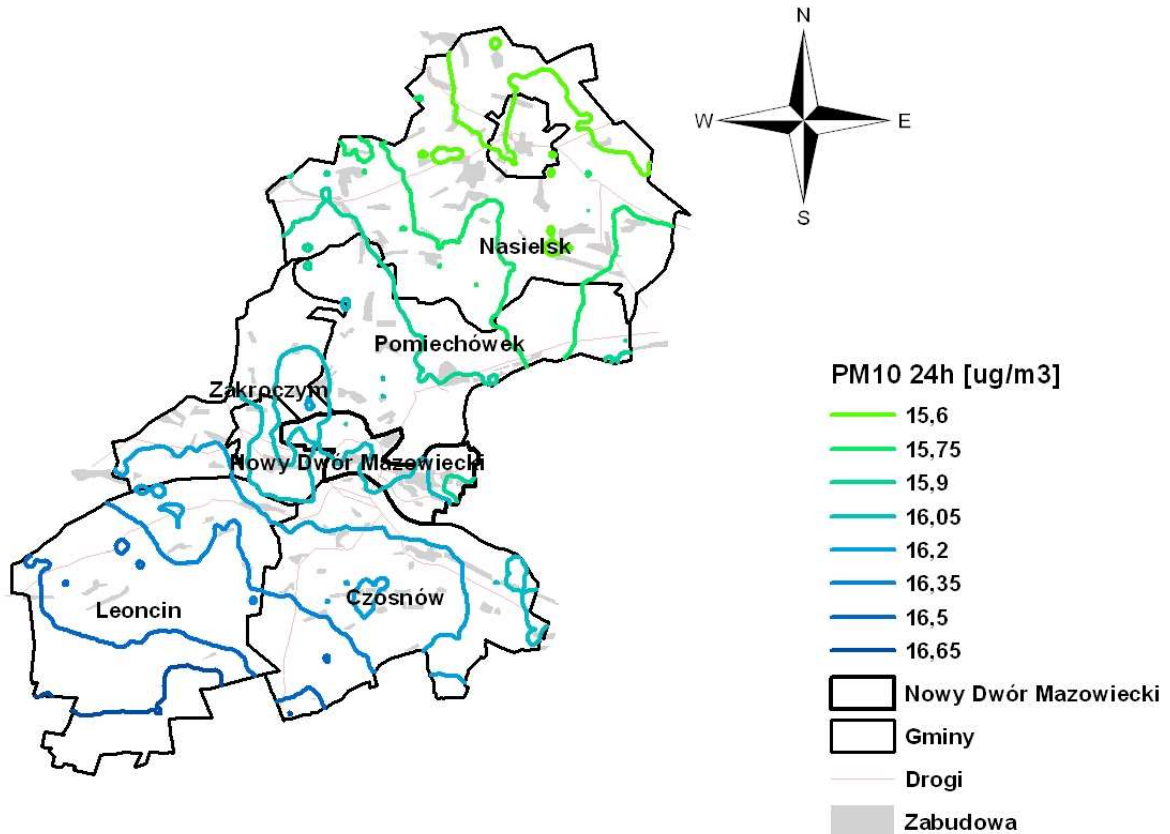 N
W
E
S
Nasielsk
Pomiechówek
Zakroczym
Nowy Dwór Mazowiecki
Leoncin
Czosnów
PM10 24h [ug/m3]
15,6
15,75
15,9
16,05
16,2
16,35
16,5
16,65
Nowy Dwór Mazowiecki
Gminy
Drogi
Zabudowa